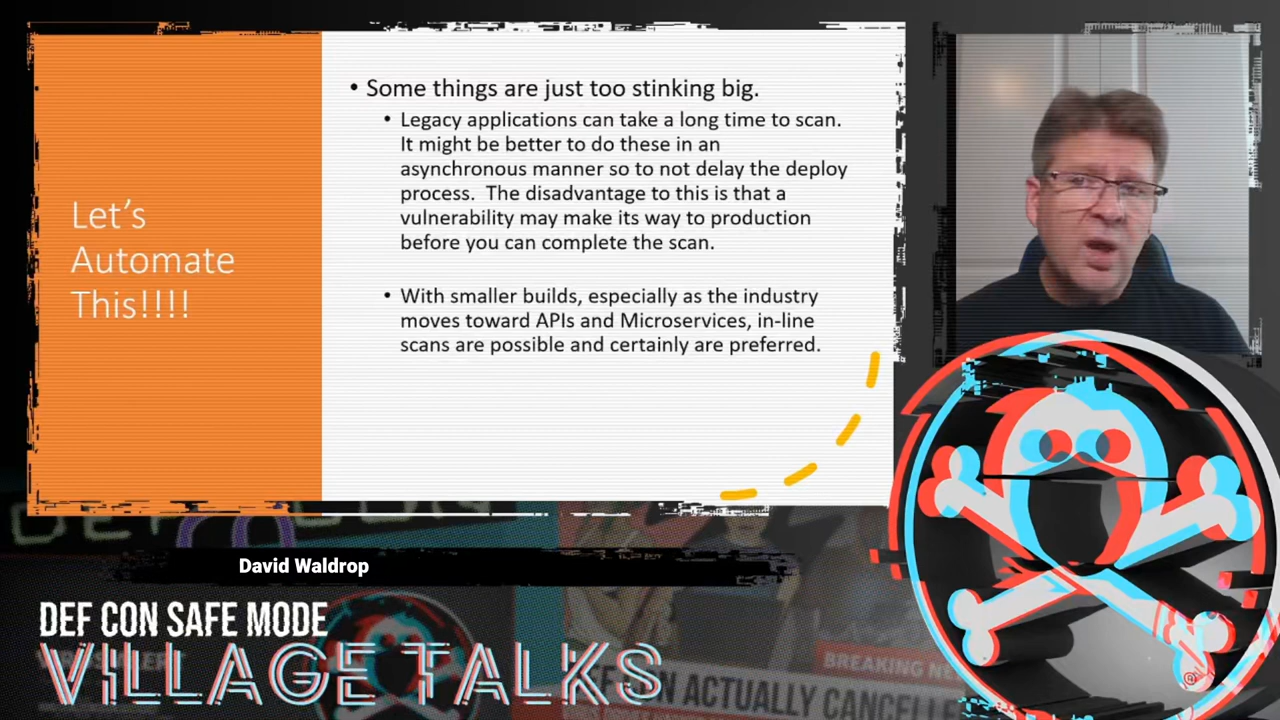 Let's
Automate
This!!!!
• Some things are just too stinking big.
• Legacy applications can take a long time to scan.
It might be better to do these in an
asynchronous manner so to not delay the deploy
process.  The disadvantage to this is that a
vulnerability may make its way to production
before you can complete the scan.
• With smaller builds, especially as the industry
moves toward APIs and Microservices, in-line
scans are possible and certainly are preferred.
David Waldrop
DEF CON SAFE MODE
VILLAGE TALKS
DEF CON
BREAKING
ACTUALLY